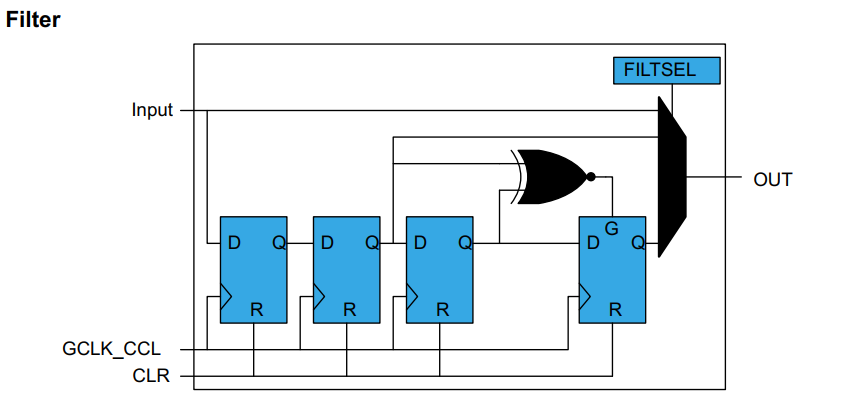 Filter
FILTSEL
Input
OUT
G
D Q D Q D Q D Q
R R R R
GCLK_CCL
CLR